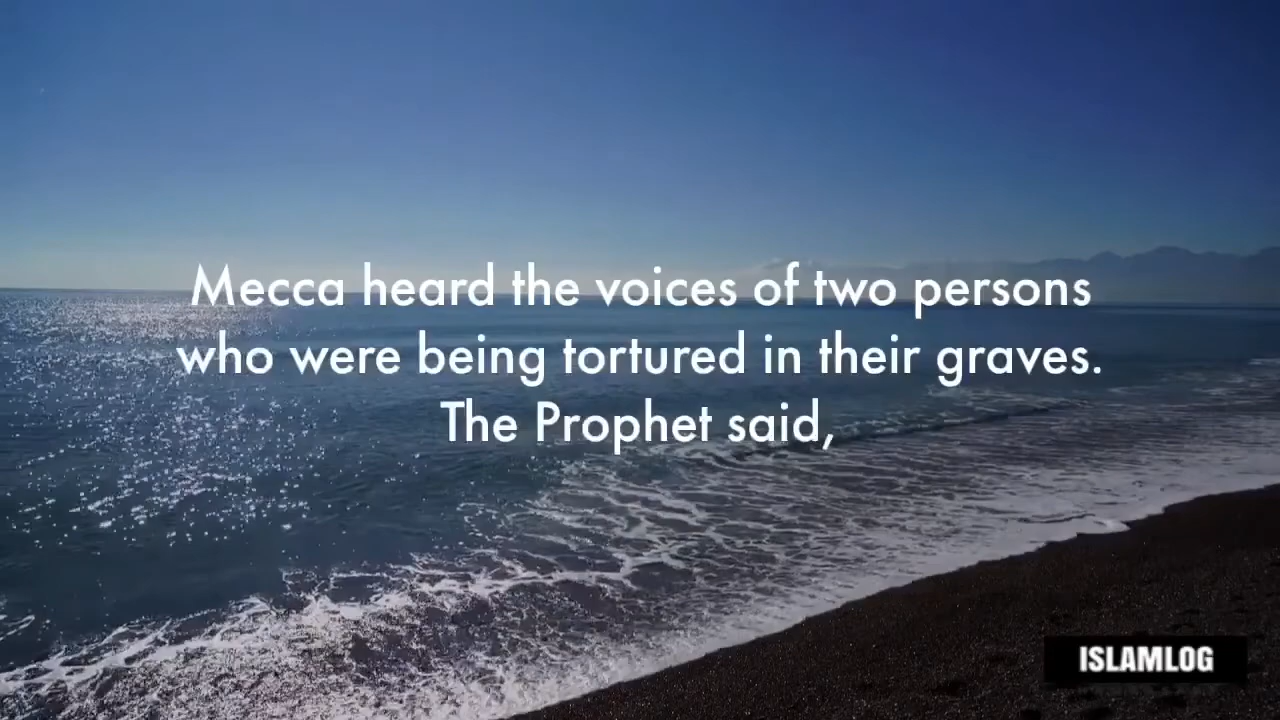 Mecca heard the voices of two persons
who were being tortured in their graves.
The Prophet said,
ISLAMLOG